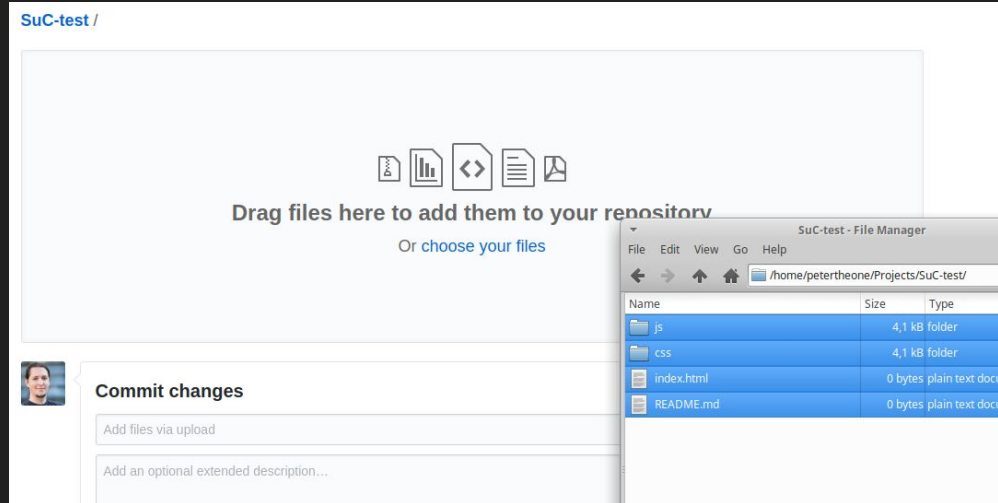 SuC-test /
Drag files here to add them to your repository
Or choose your files
Commit changes
Add files via upload
Add an optional extended description…
SuC-test - File Manager
File Edit View Go Help
/home/petertheone/Projects/SuC-test/
Name Size Type
js 4,1 kB folder
css 4,1 kB folder
index.html 0 bytes plain text docu
README.md 0 bytes plain text docu